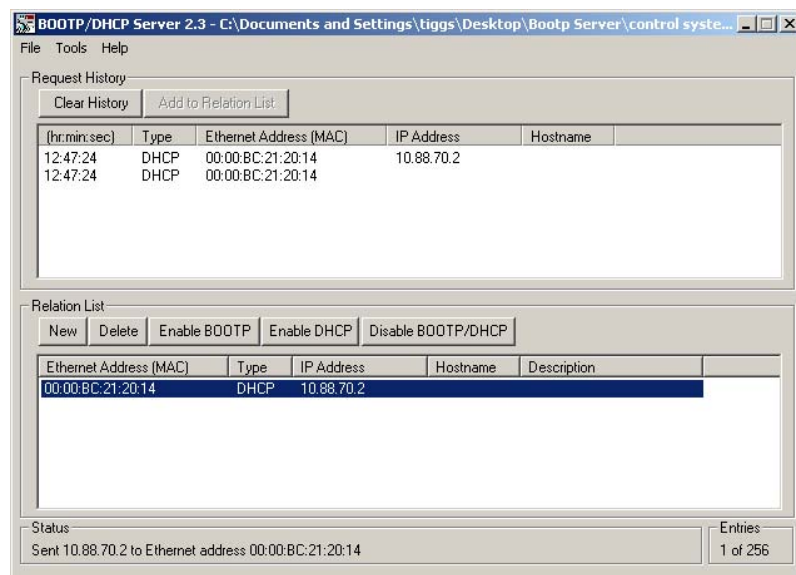 BOOTP/DHCP Server 2.3 - C:\Documents and Settings\tiggs\Desktop\Bootp Server\control syste...
File Tools Help
Request History
Clear History Add to Relation List
(hr:min:sec) Type Ethernet Address (MAC) IP Address Hostname
12:47:24 DHCP 00:00:BC:21:20:14 10.88.70.2
12:47:24 DHCP 00:00:BC:21:20:14
Relation List
New Delete Enable BOOTP Enable DHCP Disable BOOTP/DHCP
Ethernet Address (MAC) Type IP Address Hostname Description
00:00:BC:21:20:14 DHCP 10.88.70.2
Status Entries
Sent 10.88.70.2 to Ethernet address 00:00:BC:21:20:14 1 of 256